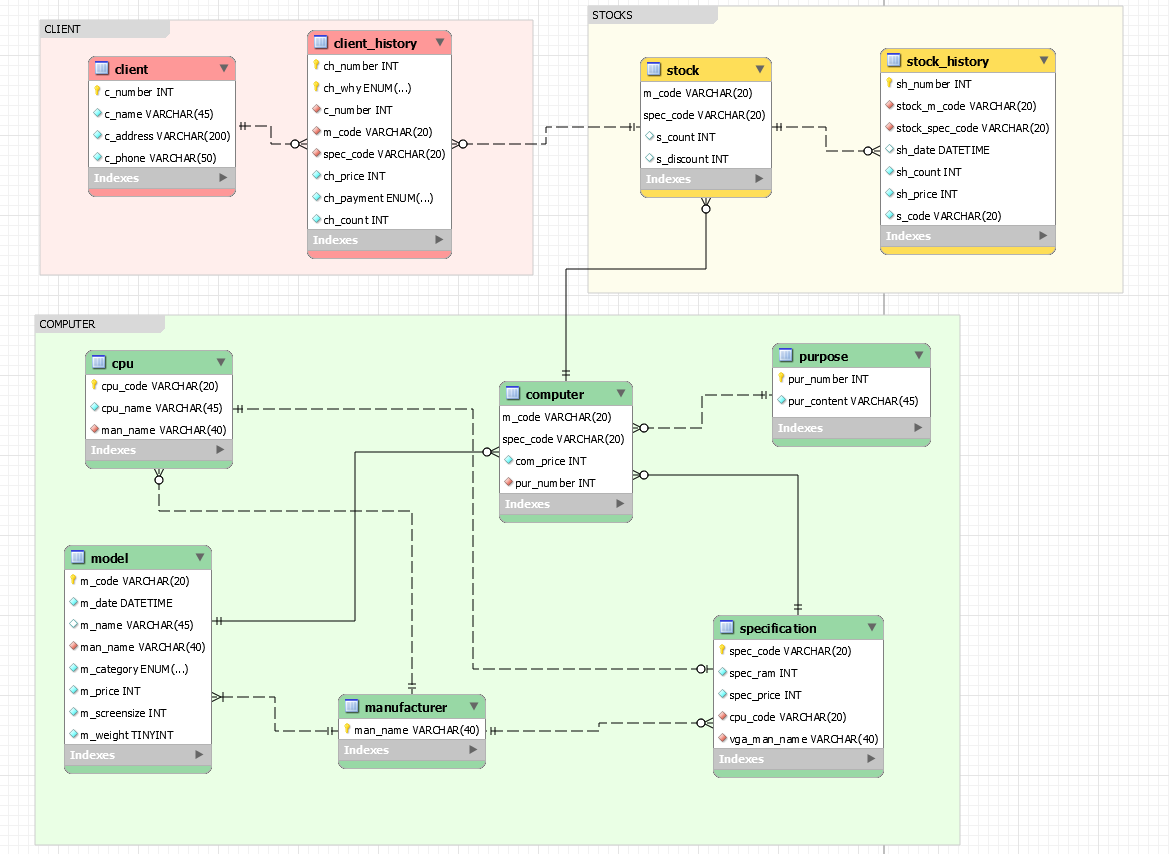 CLIENT
client
c_number INT
c_name VARCHAR(45)
c_address VARCHAR(200)
c_phone VARCHAR(50)
Indexes
client_history
ch_number INT
ch_why ENUM(...)
c_number INT
m_code VARCHAR(20)
spec_code VARCHAR(20)
ch_price INT
ch_payment ENUM(...)
ch_count INT
Indexes
STOCKS
stock
m_code VARCHAR(20)
spec_code VARCHAR(20)
s_count INT
s_discount INT
Indexes
stock_history
sh_number INT
stock_m_code VARCHAR(20)
stock_spec_code VARCHAR(20)
sh_date DATETIME
sh_count INT
sh_price INT
s_code VARCHAR(20)
Indexes
COMPUTER
cpu
cpu_code VARCHAR(20)
cpu_name VARCHAR(45)
man_name VARCHAR(40)
Indexes
computer
m_code VARCHAR(20)
spec_code VARCHAR(20)
com_price INT
pur_number INT
Indexes
purpose
pur_number INT
pur_content VARCHAR(45)
Indexes
model
m_code VARCHAR(20)
m_date DATETIME
m_name VARCHAR(45)
man_name VARCHAR(40)
m_category ENUM(...)
m_price INT
m_screensize INT
m_weight TINYINT
Indexes
manufacturer
man_name VARCHAR(40)
Indexes
specification
spec_code VARCHAR(20)
spec_ram INT
spec_price INT
cpu_code VARCHAR(20)
vga_man_name VARCHAR(40)
Indexes